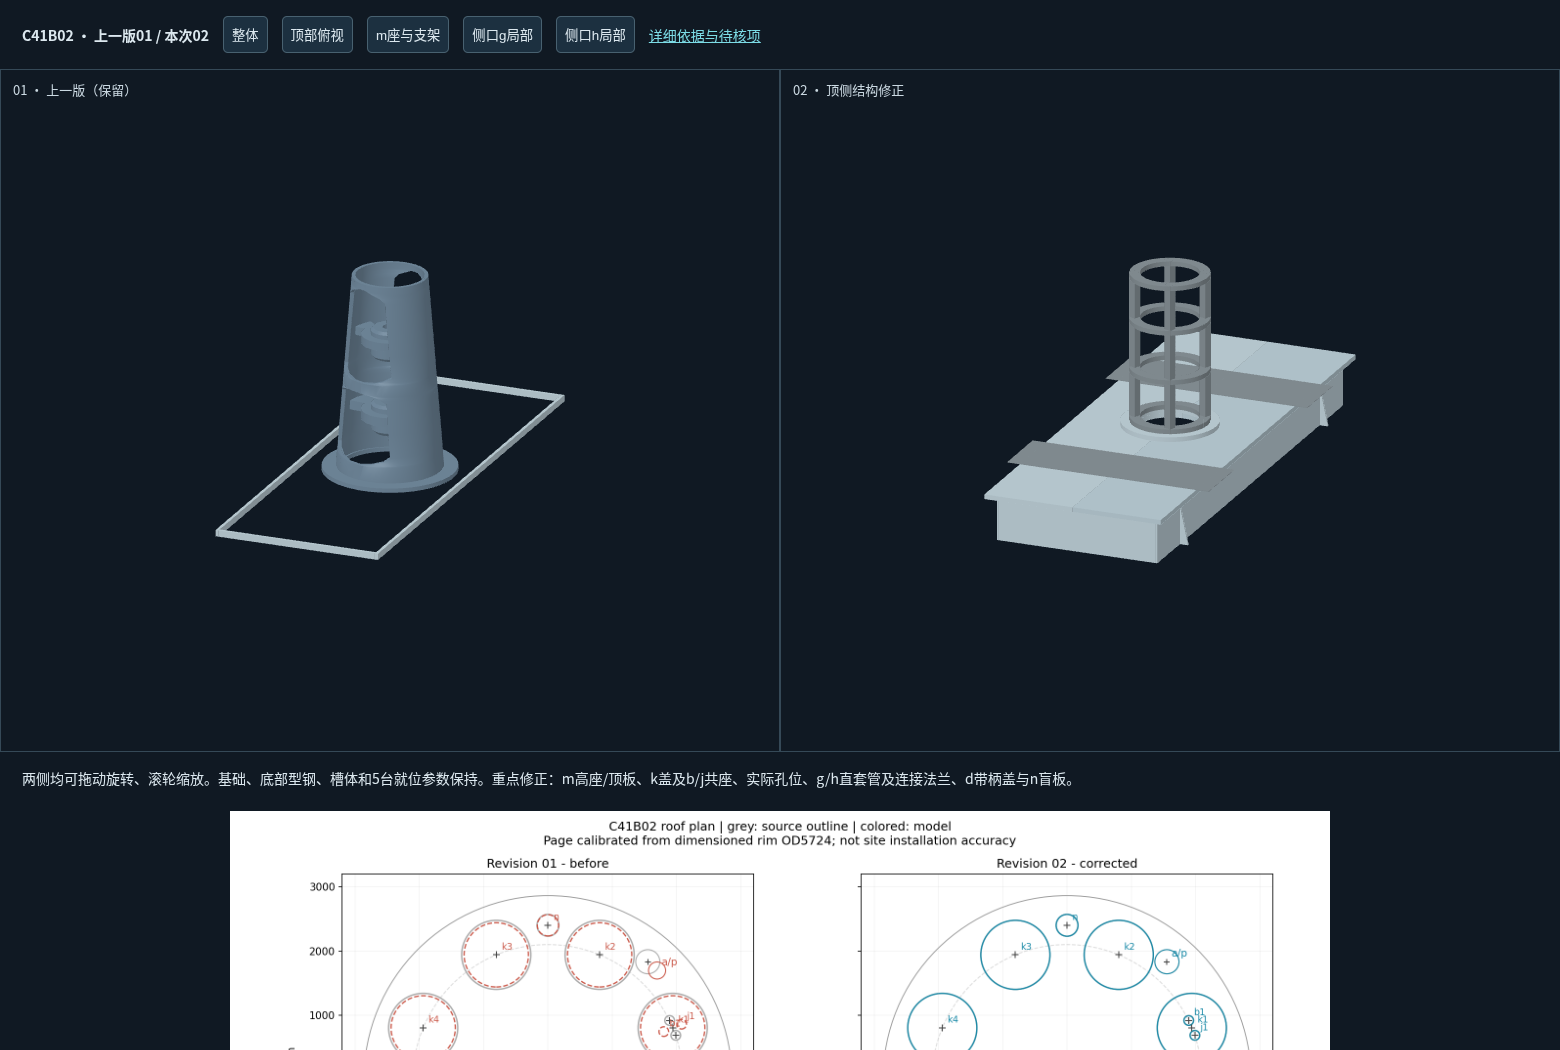 C41B02 · 上一版01 / 本次02
整体
顶部俯视
m座与支架
侧口g局部
侧口h局部
详细依据与待核项
01 · 上一版（保留）
02 · 顶侧结构修正
两侧均可拖动旋转、滚轮缩放。基础、底部型钢、槽体和5台就位参数保持。重点修正：m高座/顶板、k盖及b/j共座、实际孔位、g/h直套管及连接法兰、d带柄盖与n盲板。
C41B02 roof plan | grey: source outline | colored: model
Page calibrated from dimensioned rim OD5724; not site installation accuracy
Revision 01 - before
Revision 02 - corrected
3000
2000
1000
k3
k2
a/p
k4
j1
n
k3
k2
a/p
k4
b1
k1
j1